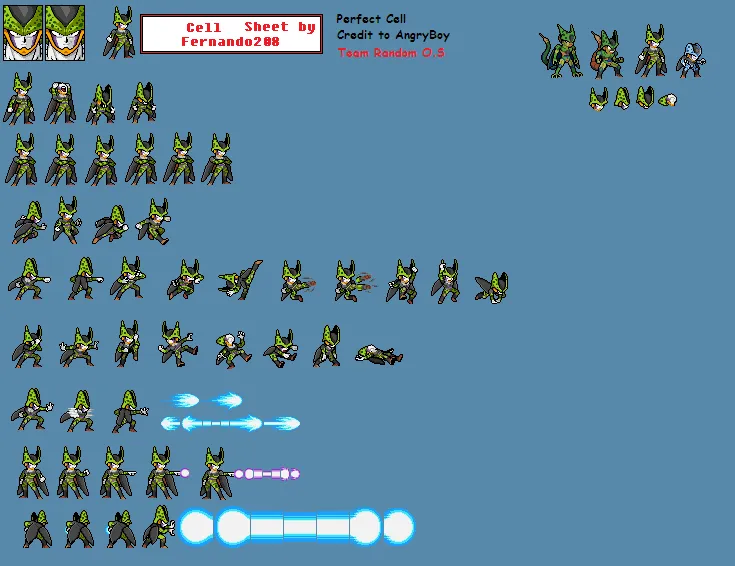 Cell Sheet by
Fernando208
Perfect Cell
Credit to AngryBoy
Team Random O.S